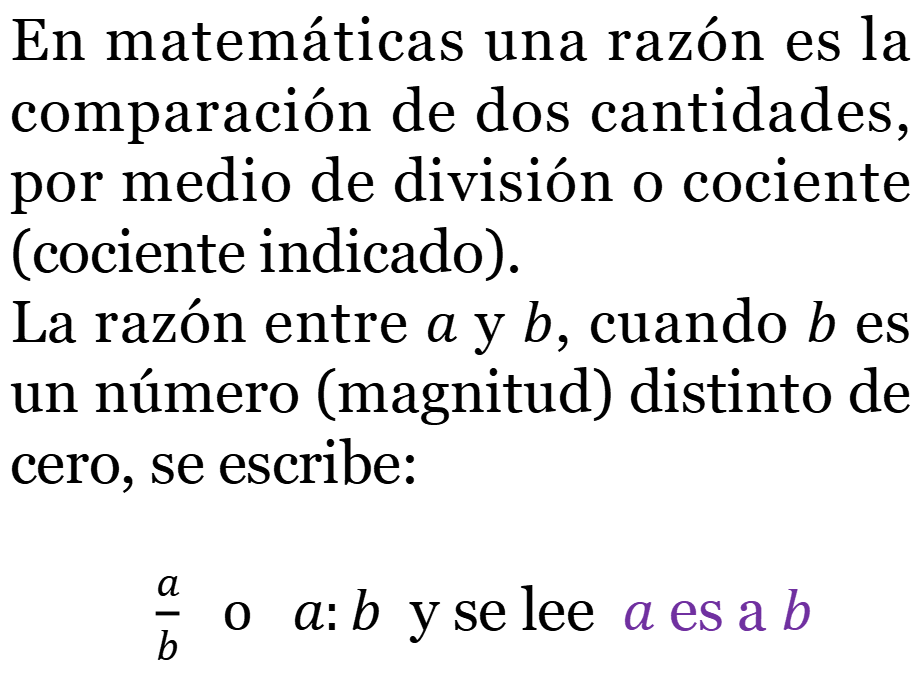 En matemáticas una razón es la
comparación de dos cantidades,
por medio de división o cociente
(cociente indicado).
La razón entre a y b, cuando b es
un número (magnitud) distinto de
cero, se escribe:
a/b o a: b y se lee a es a b